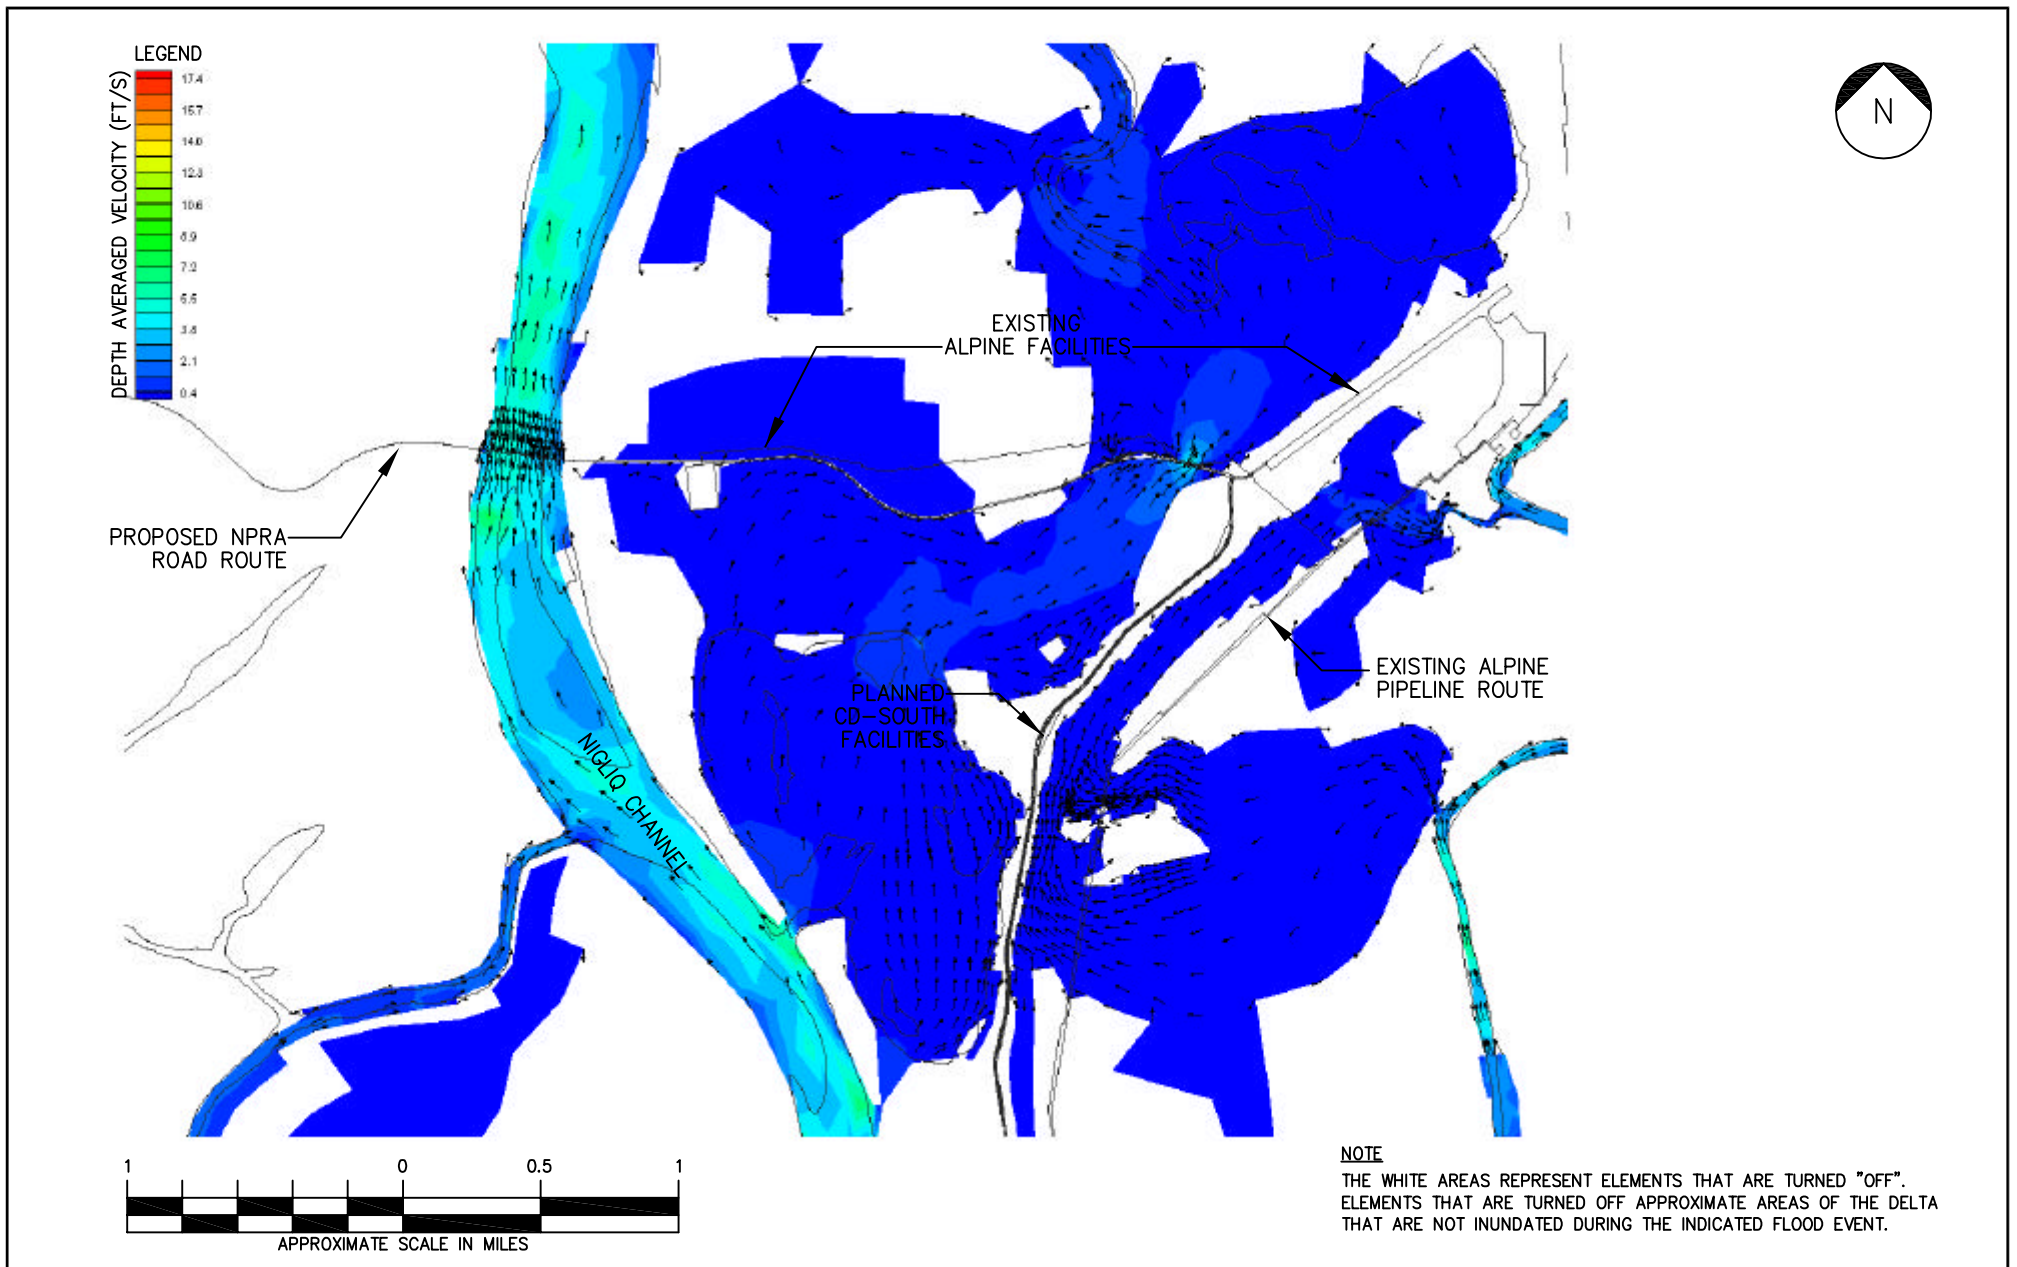 LEGEND
DEPTH AVERAGED VELOCITY (FT/S)
17.4
15.7
14.0
12.3
10.6
8.9
7.2
5.5
3.8
2.1
0.4
N
EXISTING
ALPINE FACILITIES
PROPOSED NPRA
ROAD ROUTE
EXISTING ALPINE
PIPELINE ROUTE
PLANNED
CD-SOUTH
FACILITIES
NIGLIQ CHANNEL
1 0 0.5 1
APPROXIMATE SCALE IN MILES
NOTE
THE WHITE AREAS REPRESENT ELEMENTS THAT ARE TURNED "OFF".
ELEMENTS THAT ARE TURNED OFF APPROXIMATE AREAS OF THE DELTA
THAT ARE NOT INUNDATED DURING THE INDICATED FLOOD EVENT.